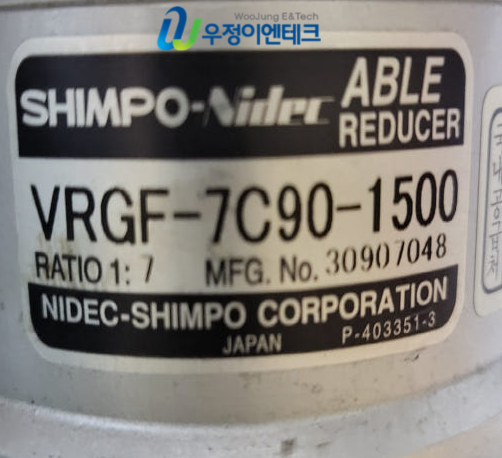 WooJung E&Tech
우정이엔테크
SHIMPO-Nidec ABLE REDUCER
VRGF-7C90-1500
RATIO 1: 7 MFG. No. 30907048
NIDEC-SHIMPO CORPORATION
JAPAN P-403351-3